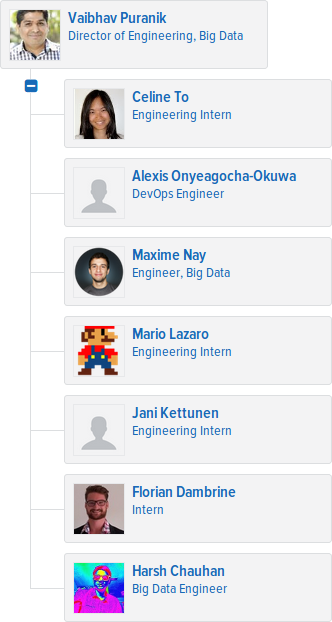 Vaibhav Puranik
Director of Engineering, Big Data
Celine To
Engineering Intern
Alexis Onyeagocha-Okuwa
DevOps Engineer
Maxime Nay
Engineer, Big Data
Mario Lazaro
Engineering Intern
Jani Kettunen
Engineering Intern
Florian Dambrine
Intern
Harsh Chauhan
Big Data Engineer